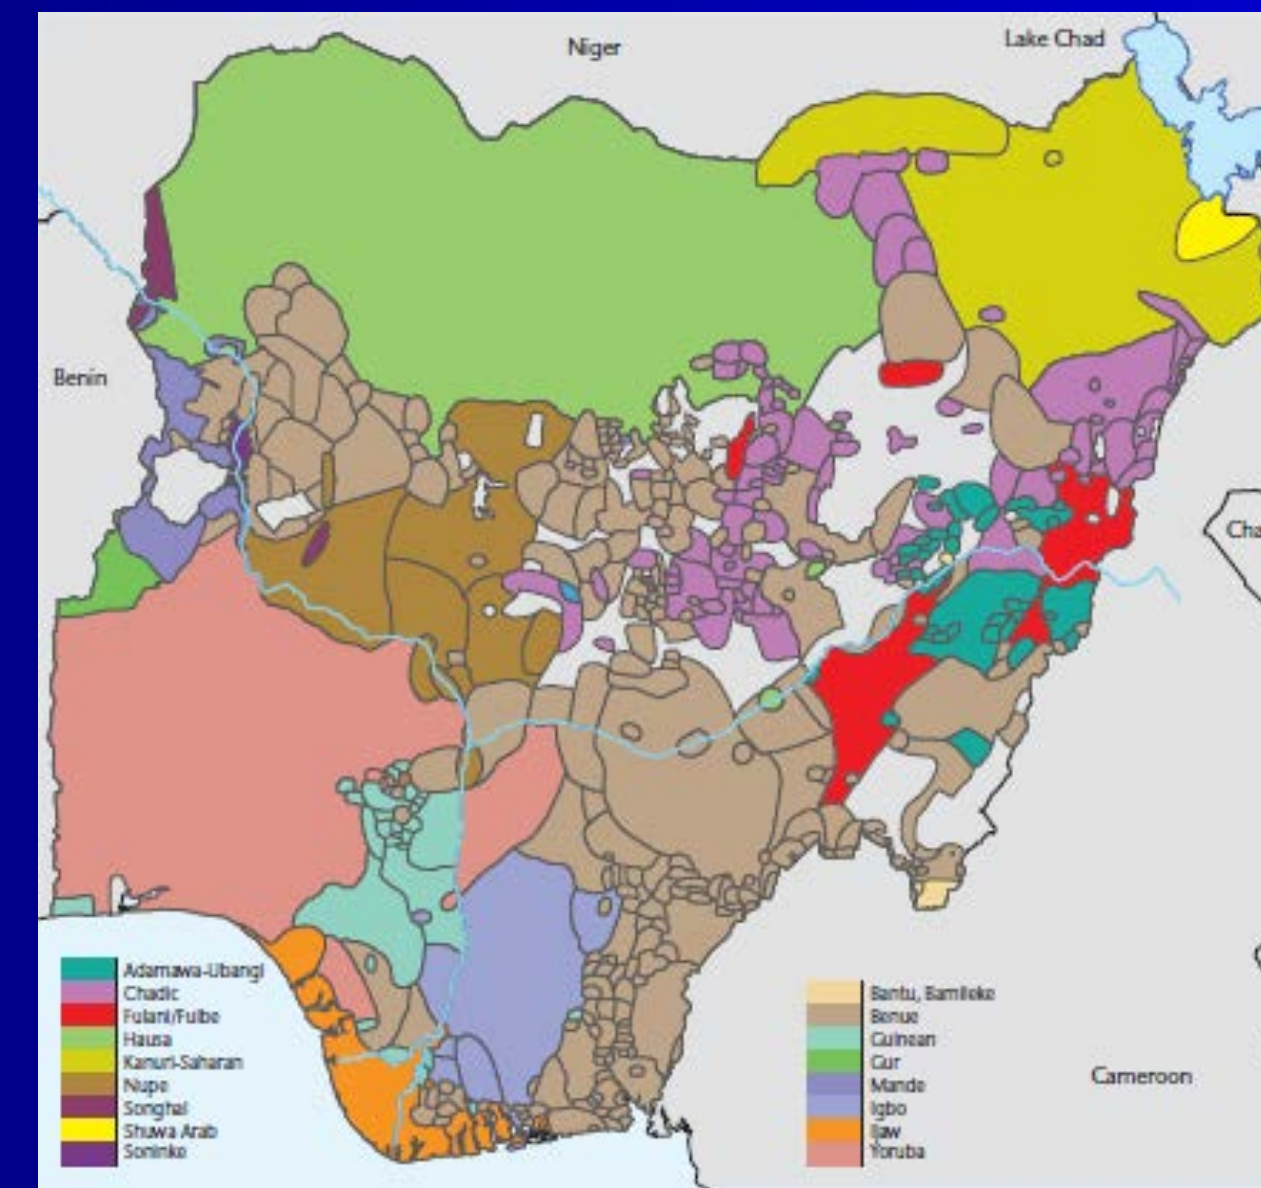 Niger
Lake Chad
Benin
Cha
Cameroon
Adamawa-Ubangi
Chadic
Fulani/Fulbe
Hausa
Kanuri-Saharan
Nupe
Songhai
Shuwa Arab
Soninke
Bantu, Bamileke
Benue
Guinean
Gur
Mande
Igbo
Ijaw
Yoruba